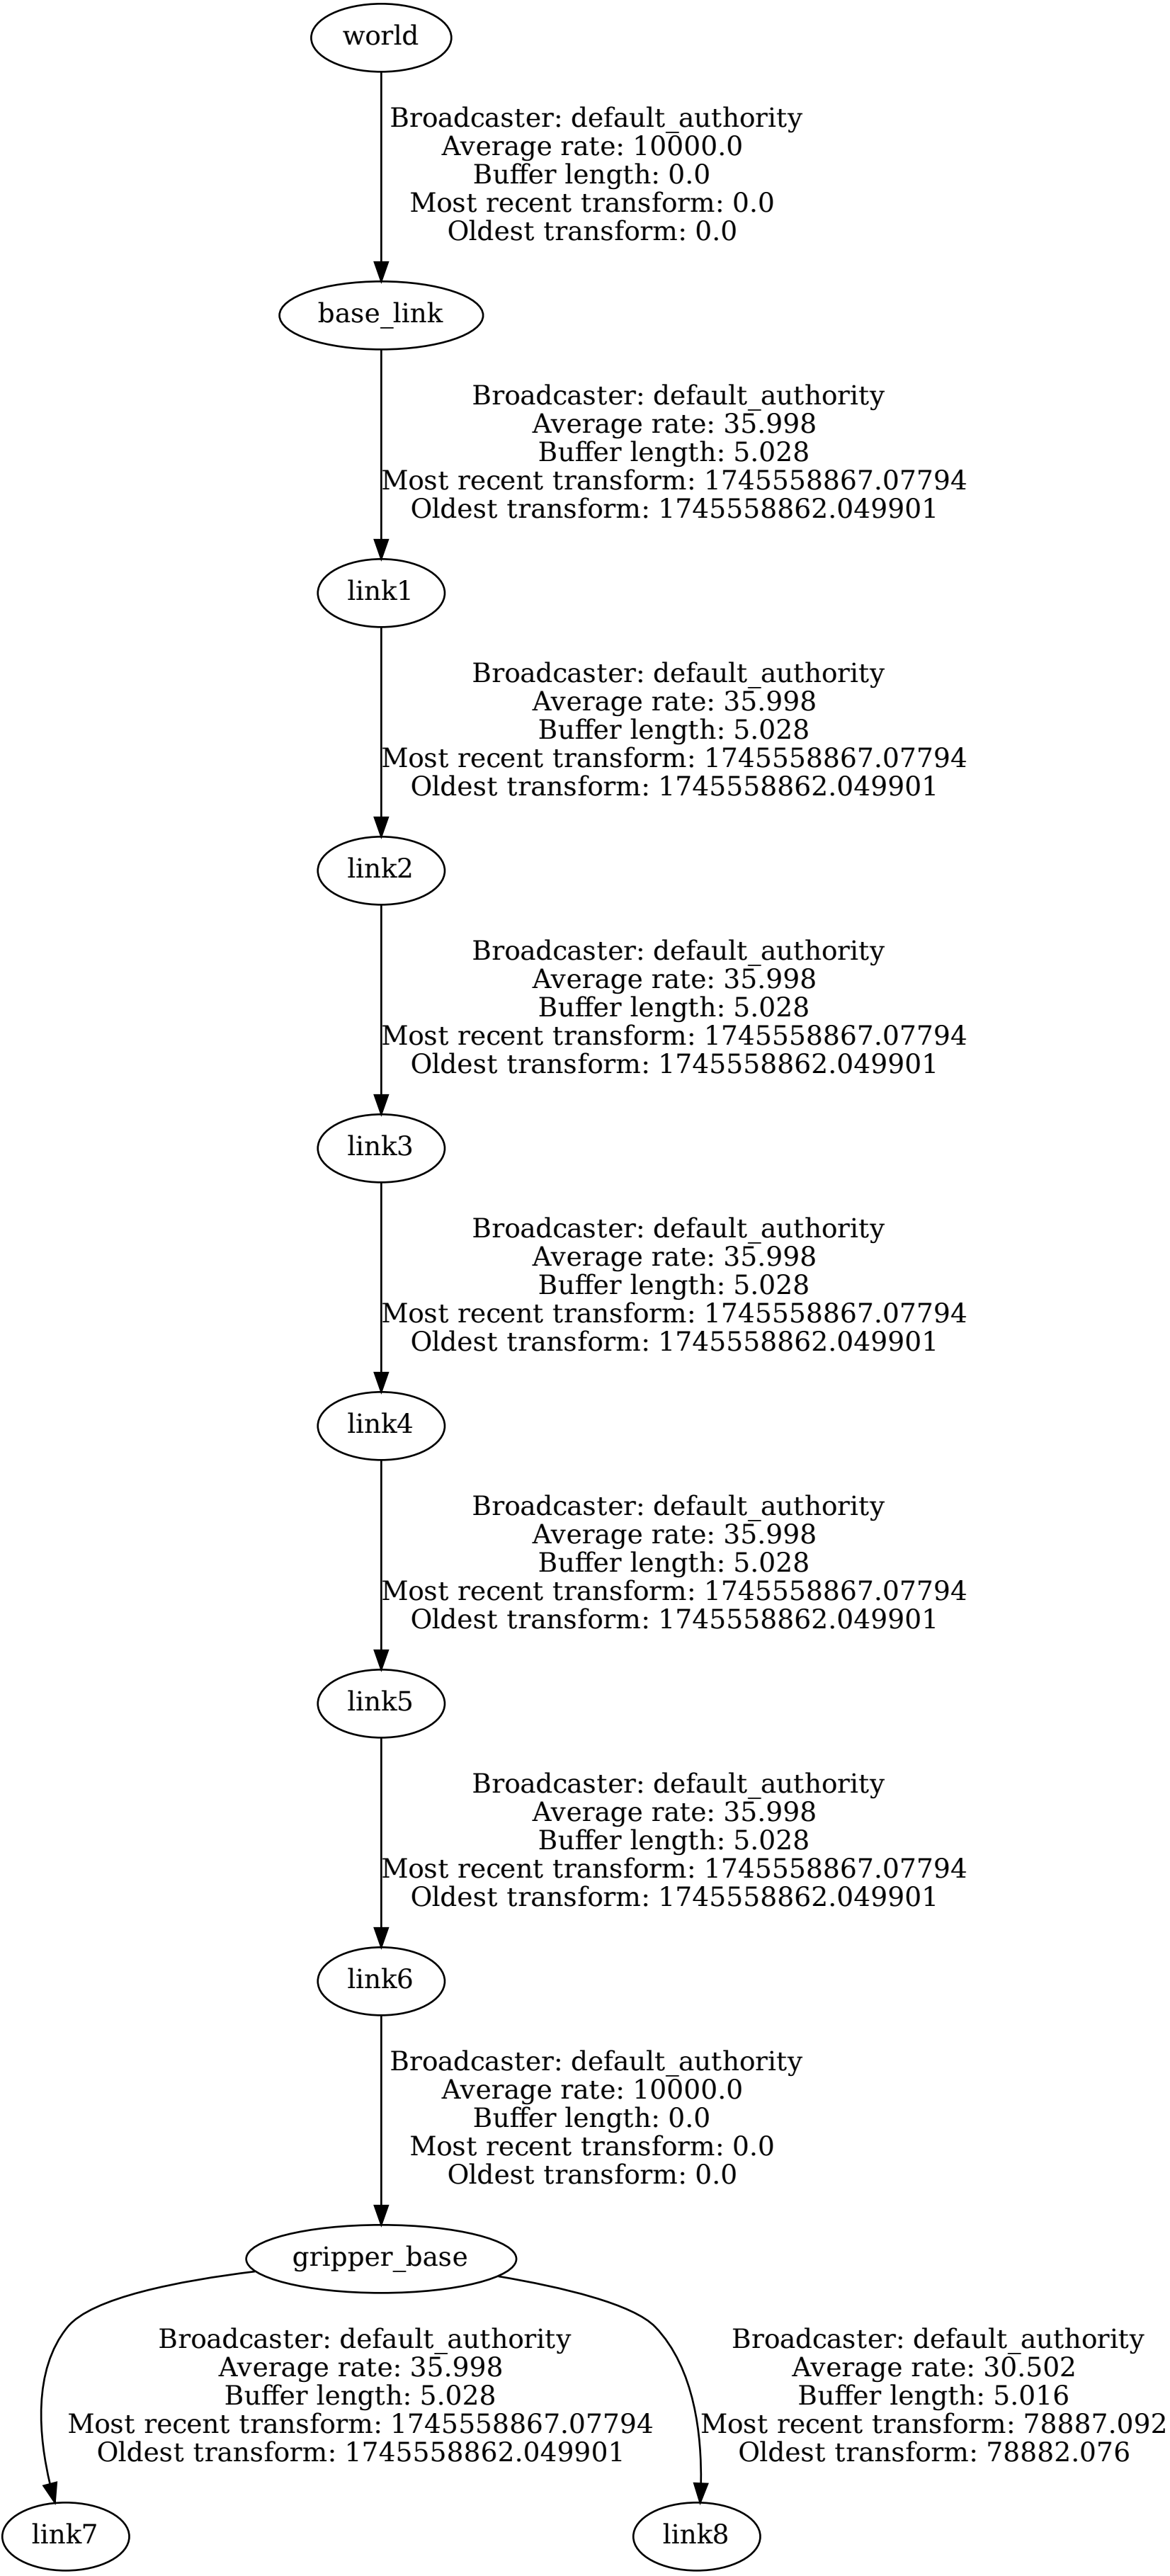 world
Broadcaster: default_authority
Average rate: 10000.0
Buffer length: 0.0
Most recent transform: 0.0
Oldest transform: 0.0
base_link
Broadcaster: default_authority
Average rate: 35.998
Buffer length: 5.028
Most recent transform: 1745558867.07794
Oldest transform: 1745558862.049901
link1
Broadcaster: default_authority
Average rate: 35.998
Buffer length: 5.028
Most recent transform: 1745558867.07794
Oldest transform: 1745558862.049901
link2
Broadcaster: default_authority
Average rate: 35.998
Buffer length: 5.028
Most recent transform: 1745558867.07794
Oldest transform: 1745558862.049901
link3
Broadcaster: default_authority
Average rate: 35.998
Buffer length: 5.028
Most recent transform: 1745558867.07794
Oldest transform: 1745558862.049901
link4
Broadcaster: default_authority
Average rate: 35.998
Buffer length: 5.028
Most recent transform: 1745558867.07794
Oldest transform: 1745558862.049901
link5
Broadcaster: default_authority
Average rate: 35.998
Buffer length: 5.028
Most recent transform: 1745558867.07794
Oldest transform: 1745558862.049901
link6
Broadcaster: default_authority
Average rate: 10000.0
Buffer length: 0.0
Most recent transform: 0.0
Oldest transform: 0.0
gripper_base
Broadcaster: default_authority
Average rate: 35.998
Buffer length: 5.028
Most recent transform: 1745558867.07794
Oldest transform: 1745558862.049901
Broadcaster: default_authority
Average rate: 30.502
Buffer length: 5.016
Most recent transform: 78887.092
Oldest transform: 78882.076
link7
link8